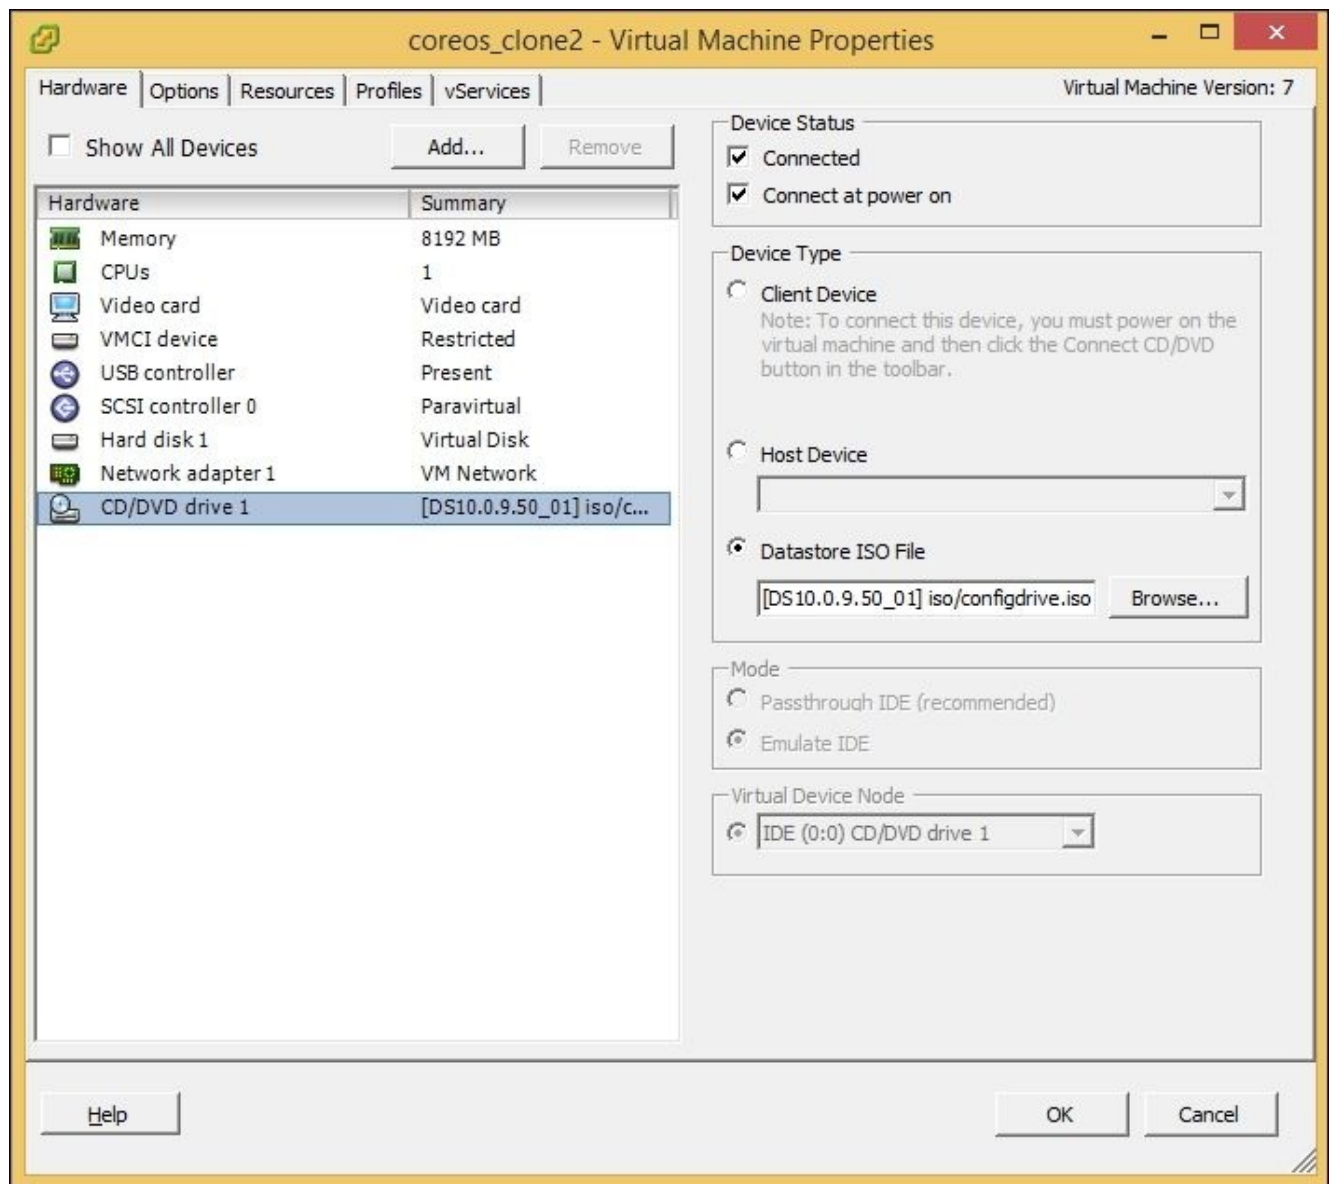 coreos_clone2 - Virtual Machine Properties
Hardware Options Resources Profiles vServices Virtual Machine Version: 7
Show All Devices Add... Remove
Hardware Summary
Memory 8192 MB
CPUs 1
Video card Video card
VMCI device Restricted
USB controller Present
SCSI controller 0 Paravirtual
Hard disk 1 Virtual Disk
Network adapter 1 VM Network
CD/DVD drive 1 [DS10.0.9.50_01] iso/c...
Device Status
Connected
Connect at power on
Device Type
Client Device
Note: To connect this device, you must power on the
virtual machine and then click the Connect CD/DVD
button in the toolbar.
Host Device
Datastore ISO File
[DS10.0.9.50_01] iso/configdrive.iso Browse...
Mode
Passthrough IDE (recommended)
Emulate IDE
Virtual Device Node
IDE (0:0) CD/DVD drive 1
Help OK Cancel